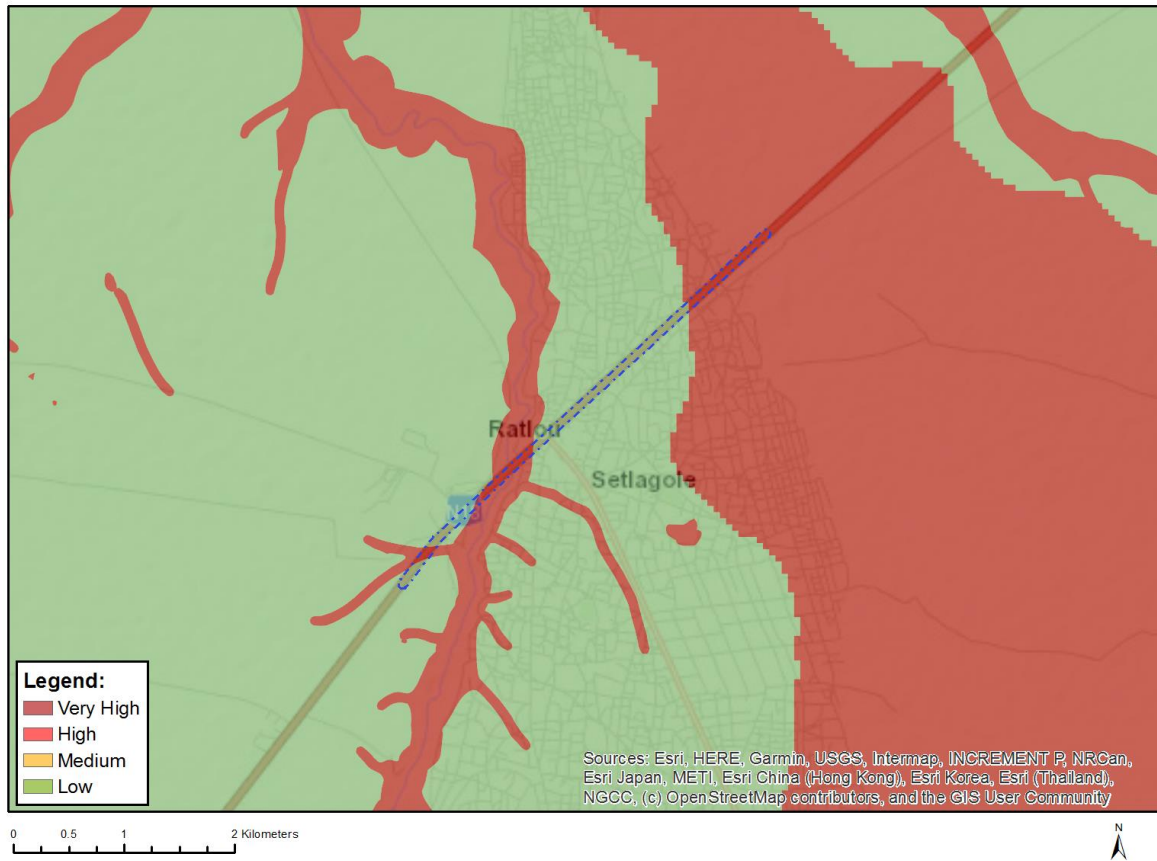 Ratlou
Setlagole
Legend:
Very High
High
Medium
Low
Sources: Esri, HERE, Garmin, USGS, Intermap, INCREMENT P, NRCan,
Esri Japan, METI, Esri China (Hong Kong), Esri Korea, Esri (Thailand),
NGCC, (c) OpenStreetMap contributors, and the GIS User Community
0 0.5 1 2 Kilometers
N